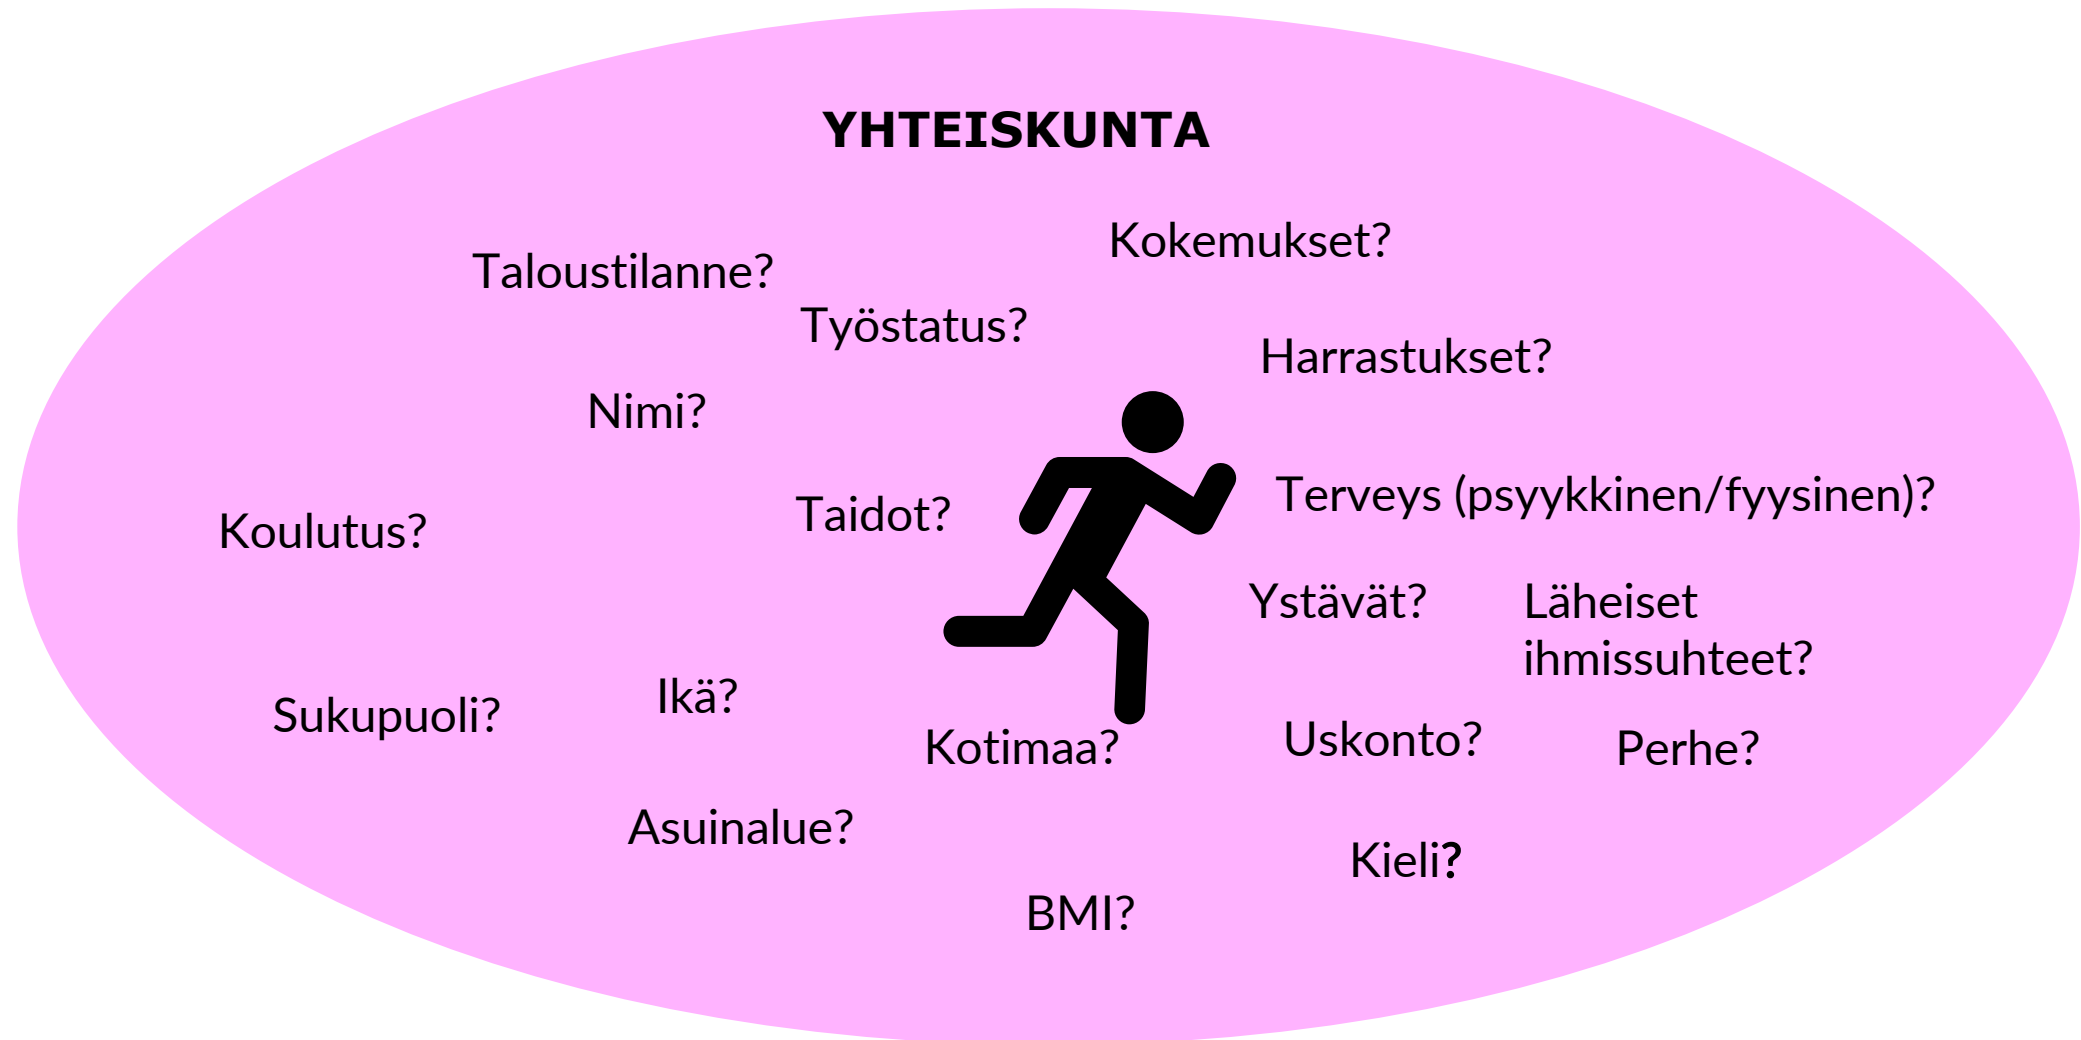 YHTEISKUNTA
Kokemukset?
Taloustilanne?
Työstatus?
Harrastukset?
Nimi?
Terveys (psyykkinen/fyysinen)?
Taidot?
Koulutus?
Ystävät?
Läheiset
ihmissuhteet?
Ikä?
Sukupuoli?
Uskonto?
Kotimaa?
Perhe?
Asuinalue?
Kieli?
BMI?